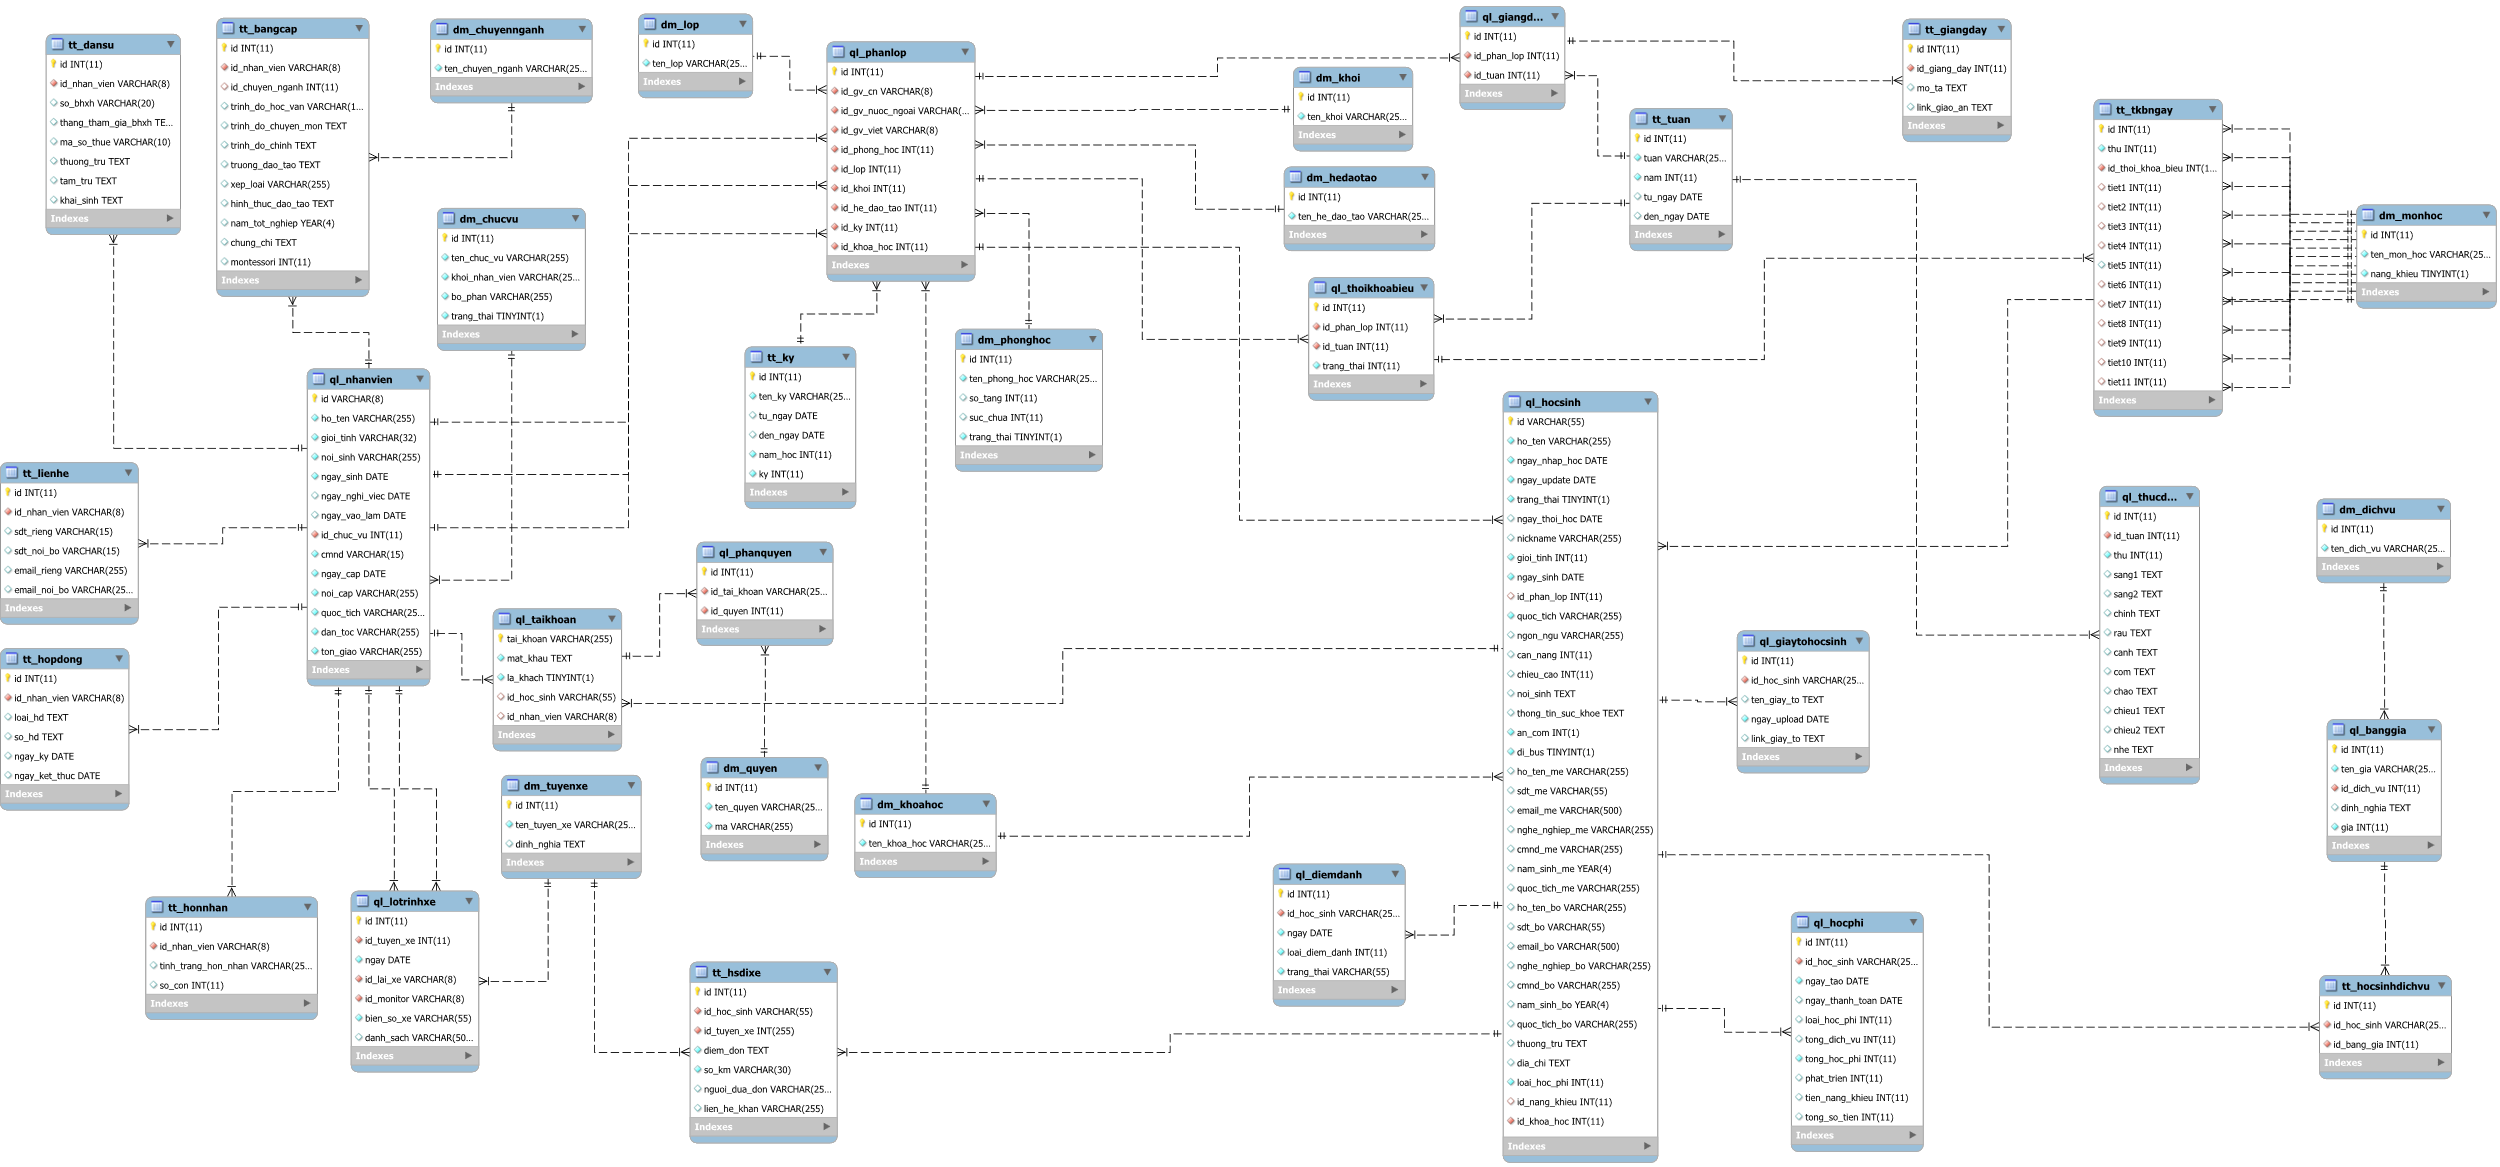 tt_dansu
id INT(11)
id_nhan_vien VARCHAR(8)
so_bhxh VARCHAR(20)
thang_tham_gia_bhxh TE...
ma_so_thue VARCHAR(10)
thuong_tru TEXT
tam_tru TEXT
khai_sinh TEXT
Indexes
tt_bangcap
id INT(11)
id_nhan_vien VARCHAR(8)
id_chuyen_nganh INT(11)
trinh_do_hoc_van VARCHAR(1...
trinh_do_chuyen_mon TEXT
trinh_do_chinh TEXT
truong_dao_tao TEXT
xep_loai VARCHAR(255)
hinh_thuc_dao_tao TEXT
nam_tot_nghiep YEAR(4)
chung_chi TEXT
montessori INT(11)
Indexes
dm_chuyennganh
id INT(11)
ten_chuyen_nganh VARCHAR(25...
Indexes
dm_lop
id INT(11)
ten_lop VARCHAR(25...
Indexes
ql_phanlop
id INT(11)
id_gv_cn VARCHAR(8)
id_gv_nuoc_ngoai VARCHAR(...
id_gv_viet VARCHAR(8)
id_phong_hoc INT(11)
id_lop INT(11)
id_khoi INT(11)
id_he_dao_tao INT(11)
id_ky INT(11)
id_khoa_hoc INT(11)
Indexes
ql_giangd...
id INT(11)
id_phan_lop INT(11)
id_tuan INT(11)
Indexes
tt_giangday
id INT(11)
id_giang_day INT(11)
mo_ta TEXT
link_giao_an TEXT
Indexes
dm_khoi
id INT(11)
ten_khoi VARCHAR(25...
Indexes
tt_tuan
id INT(11)
tuan VARCHAR(25...
nam INT(11)
tu_ngay DATE
den_ngay DATE
Indexes
tt_tkbngay
id INT(11)
thu INT(11)
id_thoi_khoa_bieu INT(1...
tiet1 INT(11)
tiet2 INT(11)
tiet3 INT(11)
tiet4 INT(11)
tiet5 INT(11)
tiet6 INT(11)
tiet7 INT(11)
tiet8 INT(11)
tiet9 INT(11)
tiet10 INT(11)
tiet11 INT(11)
Indexes
dm_monhoc
id INT(11)
ten_mon_hoc VARCHAR(25...
nang_khieu TINYINT(1)
Indexes
dm_hedaotao
id INT(11)
ten_he_dao_tao VARCHAR(25...
Indexes
dm_chucvu
id INT(11)
ten_chuc_vu VARCHAR(255)
khoi_nhan_vien VARCHAR(25...
bo_phan VARCHAR(255)
trang_thai TINYINT(1)
Indexes
ql_thoikhoabieu
id INT(11)
id_phan_lop INT(11)
id_tuan INT(11)
trang_thai INT(11)
Indexes
dm_phonghoc
id INT(11)
ten_phong_hoc VARCHAR(25...
so_tang INT(11)
suc_chua INT(11)
trang_thai TINYINT(1)
Indexes
tt_ky
id INT(11)
ten_ky VARCHAR(25...
tu_ngay DATE
den_ngay DATE
nam_hoc INT(11)
ky INT(11)
Indexes
ql_nhanvien
id VARCHAR(8)
ho_ten VARCHAR(255)
gioi_tinh VARCHAR(32)
noi_sinh VARCHAR(255)
ngay_sinh DATE
ngay_nghi_viec DATE
ngay_vao_lam DATE
id_chuc_vu INT(11)
cmnd VARCHAR(15)
ngay_cap DATE
noi_cap VARCHAR(255)
quoc_tich VARCHAR(25...
dan_toc VARCHAR(255)
ton_giao VARCHAR(255)
Indexes
tt_lienhe
id INT(11)
id_nhan_vien VARCHAR(8)
sdt_rieng VARCHAR(15)
sdt_noi_bo VARCHAR(15)
email_rieng VARCHAR(255)
email_noi_bo VARCHAR(25...
Indexes
tt_hopdong
id INT(11)
id_nhan_vien VARCHAR(8)
loai_hd TEXT
so_hd TEXT
ngay_ky DATE
ngay_ket_thuc DATE
Indexes
ql_hocsinh
id VARCHAR(55)
ho_ten VARCHAR(255)
ngay_nhap_hoc DATE
ngay_update DATE
trang_thai TINYINT(1)
ngay_thoi_hoc DATE
nickname VARCHAR(255)
gioi_tinh INT(11)
ngay_sinh DATE
id_phan_lop INT(11)
quoc_tich VARCHAR(255)
ngon_ngu VARCHAR(255)
can_nang INT(11)
chieu_cao INT(11)
noi_sinh TEXT
thong_tin_suc_khoe TEXT
an_com INT(1)
di_bus TINYINT(1)
ho_ten_me VARCHAR(255)
sdt_me VARCHAR(55)
email_me VARCHAR(500)
nghe_nghiep_me VARCHAR(255)
cmnd_me VARCHAR(255)
nam_sinh_me YEAR(4)
quoc_tich_me VARCHAR(255)
ho_ten_bo VARCHAR(255)
sdt_bo VARCHAR(55)
email_bo VARCHAR(500)
nghe_nghiep_bo VARCHAR(255)
cmnd_bo VARCHAR(255)
nam_sinh_bo YEAR(4)
quoc_tich_bo VARCHAR(255)
thuong_tru TEXT
dia_chi TEXT
loai_hoc_phi INT(11)
id_nang_khieu INT(11)
id_khoa_hoc INT(11)
Indexes
ql_thucd...
id INT(11)
id_tuan INT(11)
thu INT(11)
sang1 TEXT
sang2 TEXT
chinh TEXT
rau TEXT
canh TEXT
com TEXT
chao TEXT
chieu1 TEXT
chieu2 TEXT
nhe TEXT
Indexes
dm_dichvu
id INT(11)
ten_dich_vu VARCHAR(25...
Indexes
ql_phanquyen
id INT(11)
id_tai_khoan VARCHAR(25...
id_quyen INT(11)
Indexes
ql_taikhoan
tai_khoan VARCHAR(255)
mat_khau TEXT
la_khach TINYINT(1)
id_hoc_sinh VARCHAR(55)
id_nhan_vien VARCHAR(8)
Indexes
ql_giaytohocsinh
id INT(11)
id_hoc_sinh VARCHAR(25...
ten_giay_to TEXT
ngay_upload DATE
link_giay_to TEXT
Indexes
ql_banggia
id INT(11)
ten_gia VARCHAR(25...
id_dich_vu INT(11)
dinh_nghia TEXT
gia INT(11)
Indexes
dm_quyen
id INT(11)
ten_quyen VARCHAR(25...
ma VARCHAR(255)
Indexes
dm_tuyenxe
id INT(11)
ten_tuyen_xe VARCHAR(25...
dinh_nghia TEXT
Indexes
dm_khoahoc
id INT(11)
ten_khoa_hoc VARCHAR(25...
Indexes
ql_diemdanh
id INT(11)
id_hoc_sinh VARCHAR(25...
ngay DATE
loai_diem_danh INT(11)
trang_thai VARCHAR(55)
Indexes
tt_honnhan
id INT(11)
id_nhan_vien VARCHAR(8)
tinh_trang_hon_nhan VARCHAR(25...
so_con INT(11)
Indexes
ql_lotrinhxe
id INT(11)
id_tuyen_xe INT(11)
ngay DATE
id_lai_xe VARCHAR(8)
id_monitor VARCHAR(8)
bien_so_xe VARCHAR(55)
danh_sach VARCHAR(50...
Indexes
ql_hocphi
id INT(11)
id_hoc_sinh VARCHAR(25...
ngay_tao DATE
ngay_thanh_toan DATE
loai_hoc_phi INT(11)
tong_dich_vu INT(11)
tong_hoc_phi INT(11)
phat_trien INT(11)
tien_nang_khieu INT(11)
tong_so_tien INT(11)
Indexes
tt_hsdixe
id INT(11)
id_hoc_sinh VARCHAR(55)
id_tuyen_xe INT(255)
diem_don TEXT
so_km VARCHAR(30)
nguoi_dua_don VARCHAR(25...
lien_he_khan VARCHAR(255)
Indexes
tt_hocsinhdichvu
id INT(11)
id_hoc_sinh VARCHAR(25...
id_bang_gia INT(11)
Indexes